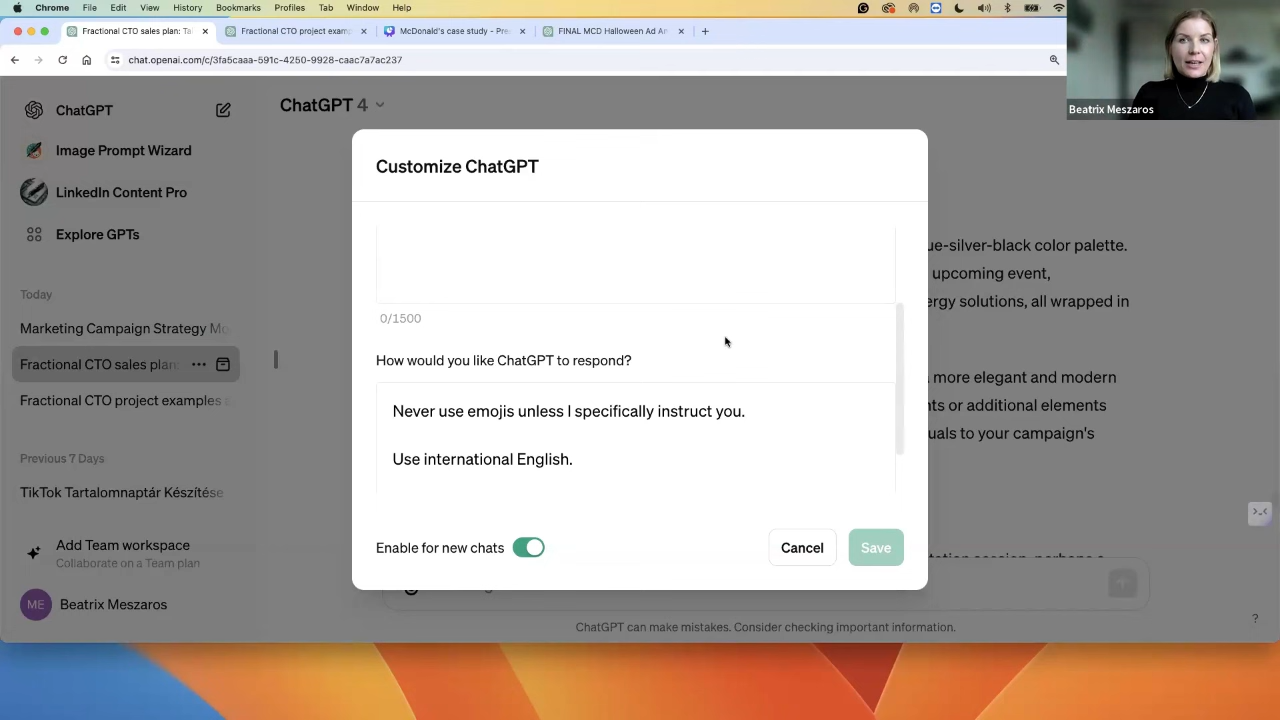 Chrome File Edit View History Bookmarks Profiles Tab Window Help
Fractional CTO sales plan: Tai
Fractional CTO project examp
McDonald's case study - Pre
FINAL MCD Halloween Ad An
chat.openai.com/c/3fa5caaa-591c-4250-9928-caac7a7ac237
Beatrix Meszaros
ChatGPT
ChatGPT 4
Image Prompt Wizard
LinkedIn Content Pro
Explore GPTs
Today
Marketing Campaign Strategy Mo
Fractional CTO sales plan
Fractional CTO project examples
Previous 7 Days
TikTok Tartalomnaptár Készítése
Add Team workspace
Collaborate on a Team plan
ME
Beatrix Meszaros
Customize ChatGPT
0/1500
How would you like ChatGPT to respond?
Never use emojis unless I specifically instruct you.
Use international English.
Enable for new chats
Cancel
Save
ue-silver-black color palette.
upcoming event,
ergy solutions, all wrapped in
more elegant and modern
nts or additional elements
uals to your campaign's
ChatGPT can make mistakes. Consider checking important information.
?